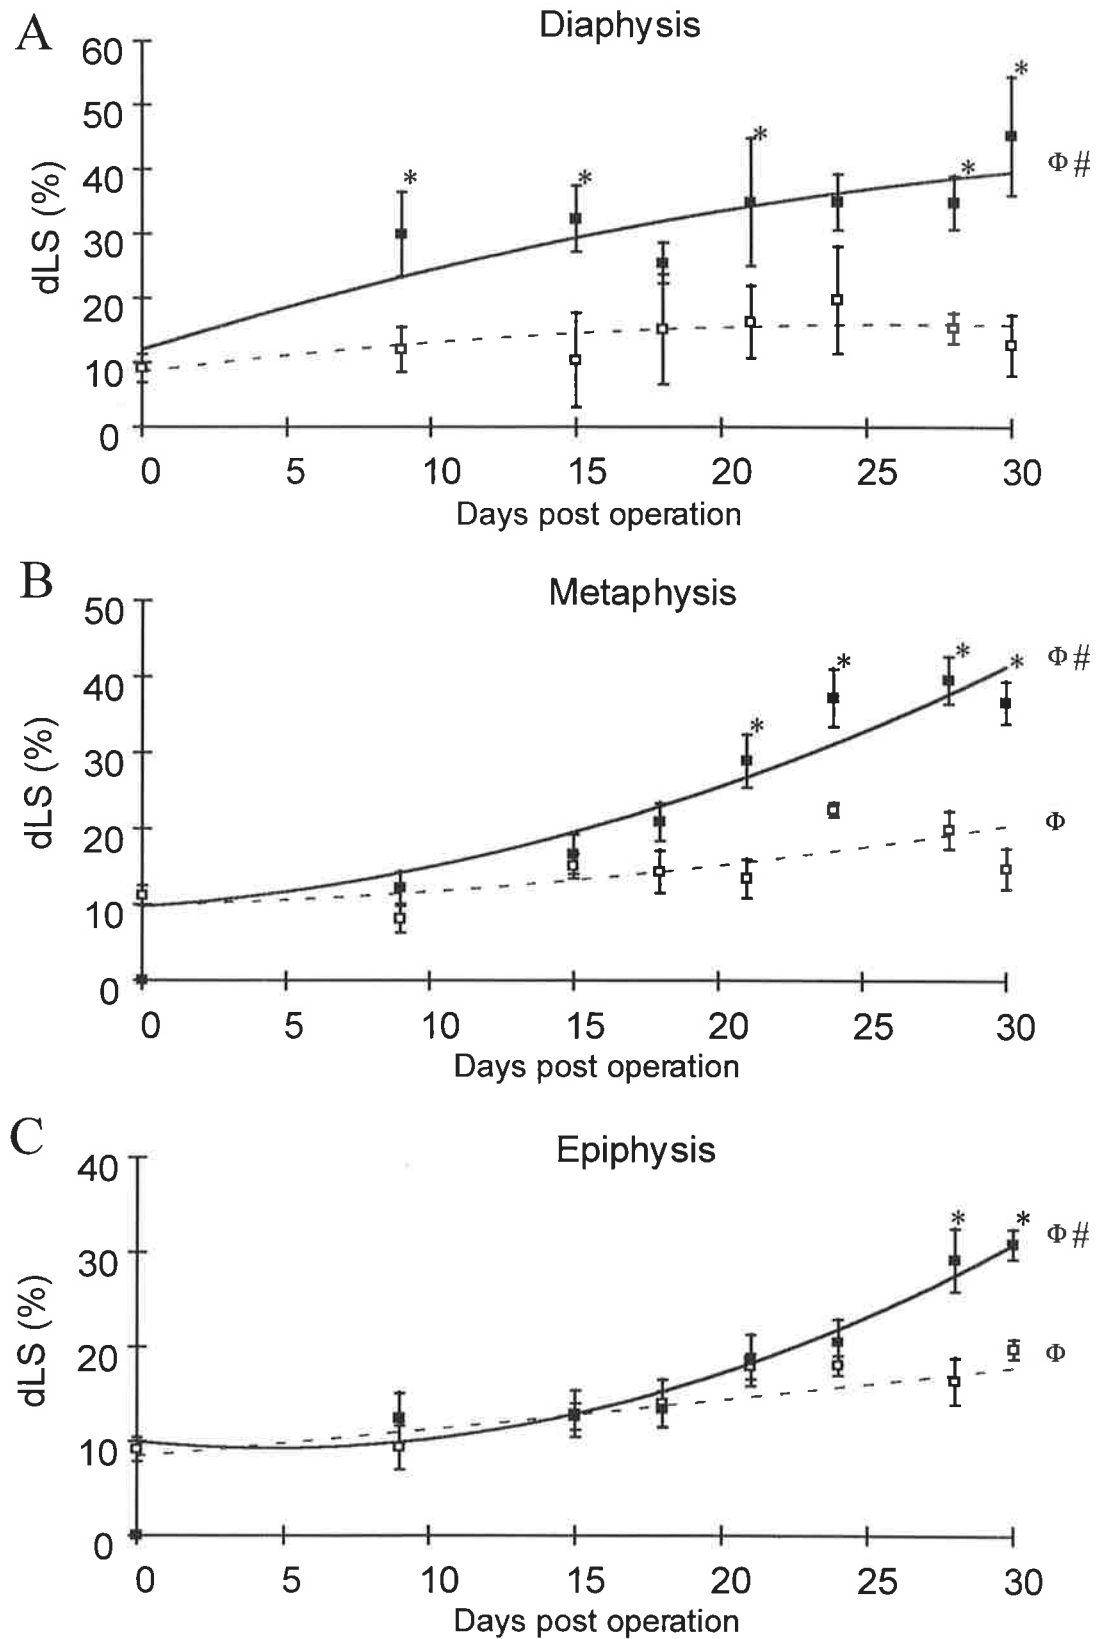 A
Diaphysis
60
50
40
30
20
10
0
dLS (%)
*
*
*
*
*
Φ #
0 5 10 15 20 25 30
Days post operation
B
Metaphysis
50
40
30
20
10
0
dLS (%)
*
*
*
*
Φ #
Φ
0 5 10 15 20 25 30
Days post operation
C
Epiphysis
40
30
20
10
0
dLS (%)
*
*
Φ #
Φ
0 5 10 15 20 25 30
Days post operation